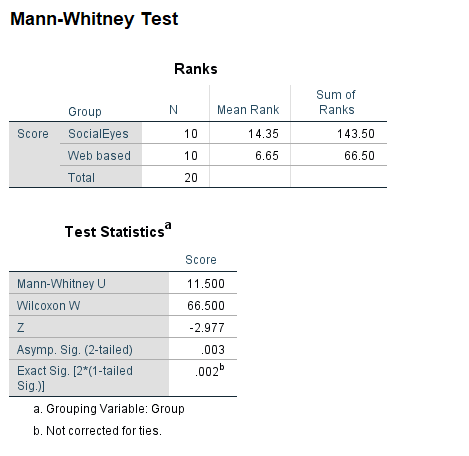 Mann-Whitney Test
Ranks
Group N Mean Rank Sum of Ranks
Score SocialEyes 10 14.35 143.50
Web based 10 6.65 66.50
Total 20
Test Statisticsᵃ
Score
Mann-Whitney U 11.500
Wilcoxon W 66.500
Z -2.977
Asymp. Sig. (2-tailed) .003
Exact Sig. [2*(1-tailed Sig.)] .002ᵇ
a. Grouping Variable: Group
b. Not corrected for ties.